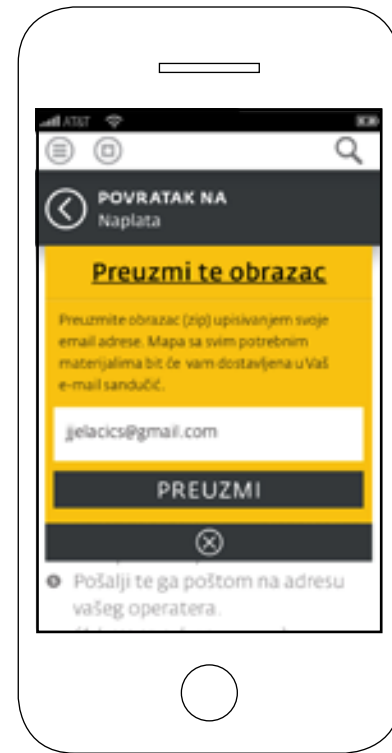 AT&T
POVRATAK NA
Naplata
Preuzmi te obrazac
Preuzmite obrazac (zip) upisivanjem svoje
email adrese. Mapa sa svim potrebnim
materijalima bit će vam dostavljena u Vaš
e-mail sandučić.
jjelacics@gmail.com
PREUZMI
Pošalji te ga poštom na adresu
vašeg operatera.